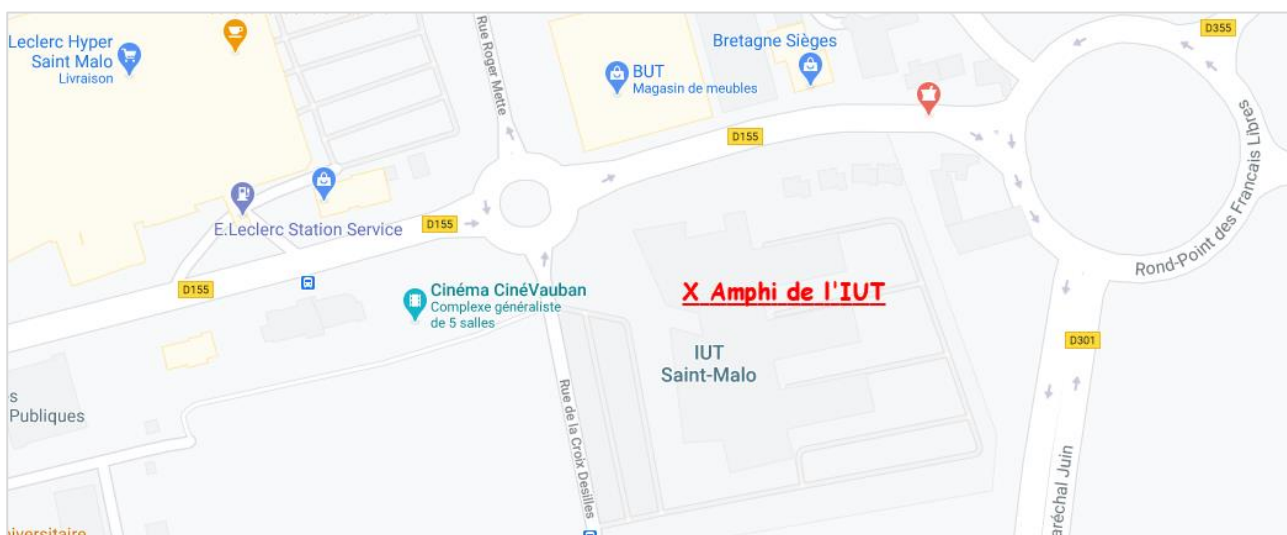 Leclerc Hyper
Saint Malo
Livraison
Rue Roger Mette
BUT
Magasin de meubles
Bretagne Sièges
D355
D155
Rond-Point des Francais Libres
E.Leclerc Station Service
D155
D155
Cinéma CinéVauban
Complexe généraliste
de 5 salles
X Amphi de l'IUT
IUT
Saint-Malo
D301
s
Publiques
Rue de la Croix Desilles
aréchal Juin
iversitaire